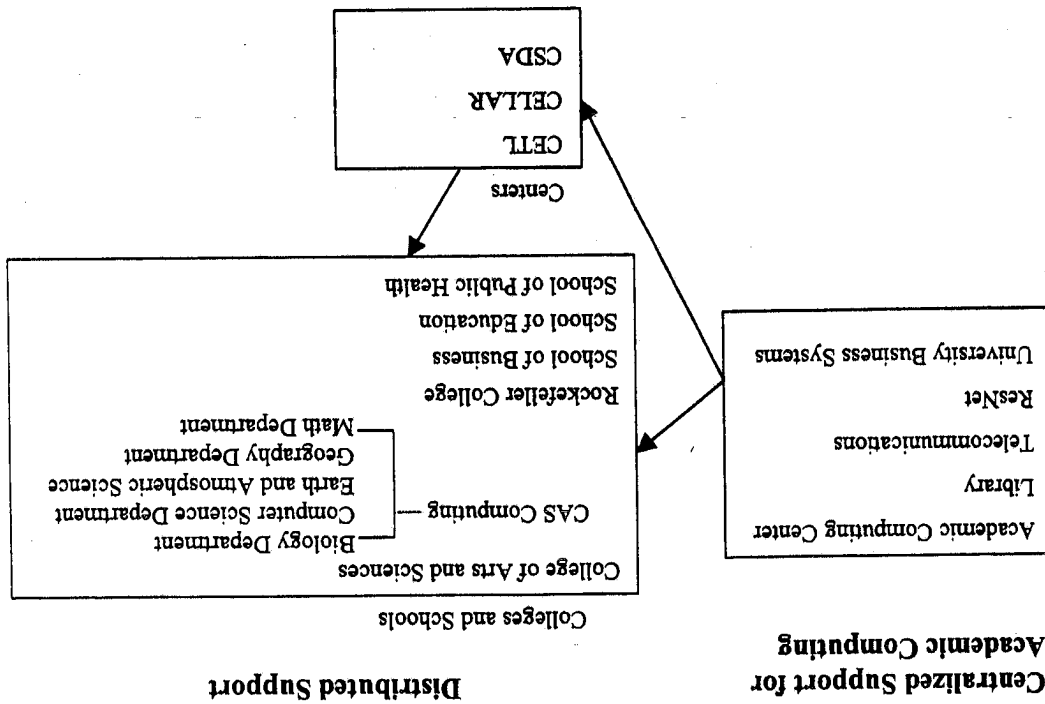 Centralized Support for
Academic Computing
Academic Computing Center
Library
Telecommunications
ResNet
University Business Systems
Distributed Support
Colleges and Schools
College of Arts and Sciences
CAS Computing
Biology Department
Computer Science Department
Earth and Atmospheric Science
Geography Department
Math Department
Rockefeller College
School of Business
School of Education
School of Public Health
Centers
CETL
CELLAR
CSDA